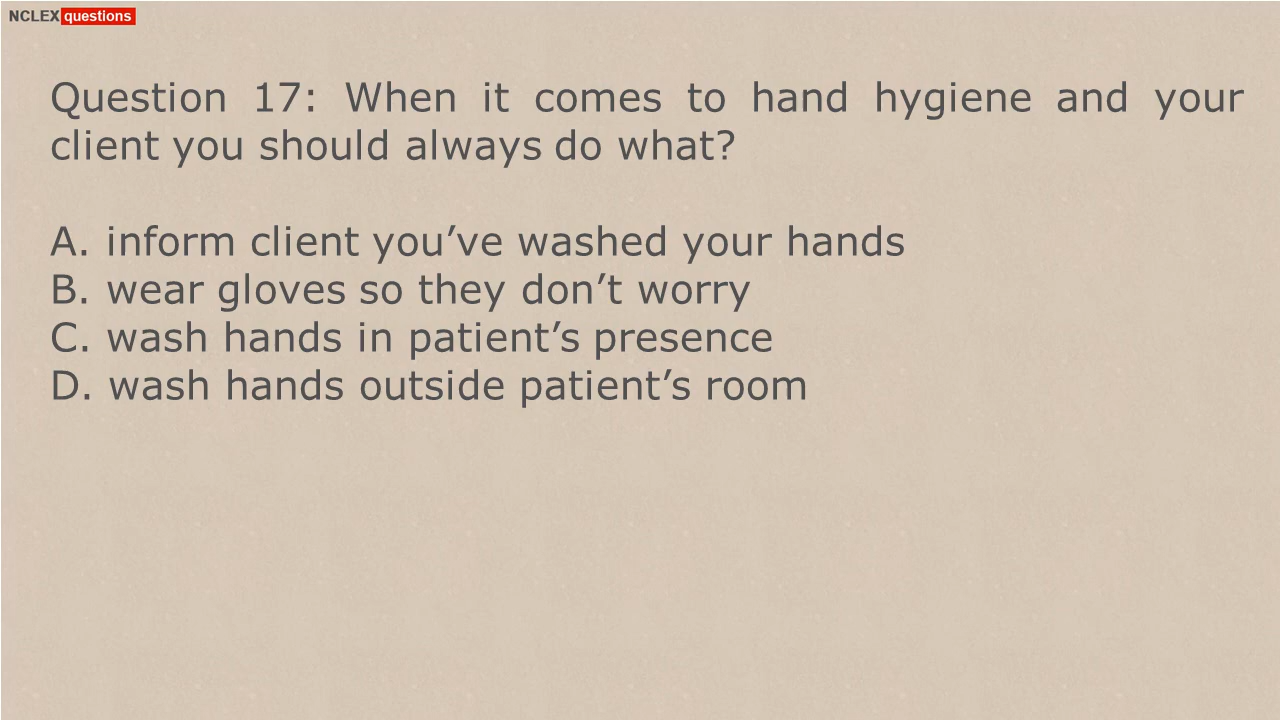 NCLEX questions
Question 17: When it comes to hand hygiene and your
client you should always do what?
A. inform client you’ve washed your hands
B. wear gloves so they don’t worry
C. wash hands in patient’s presence
D. wash hands outside patient’s room